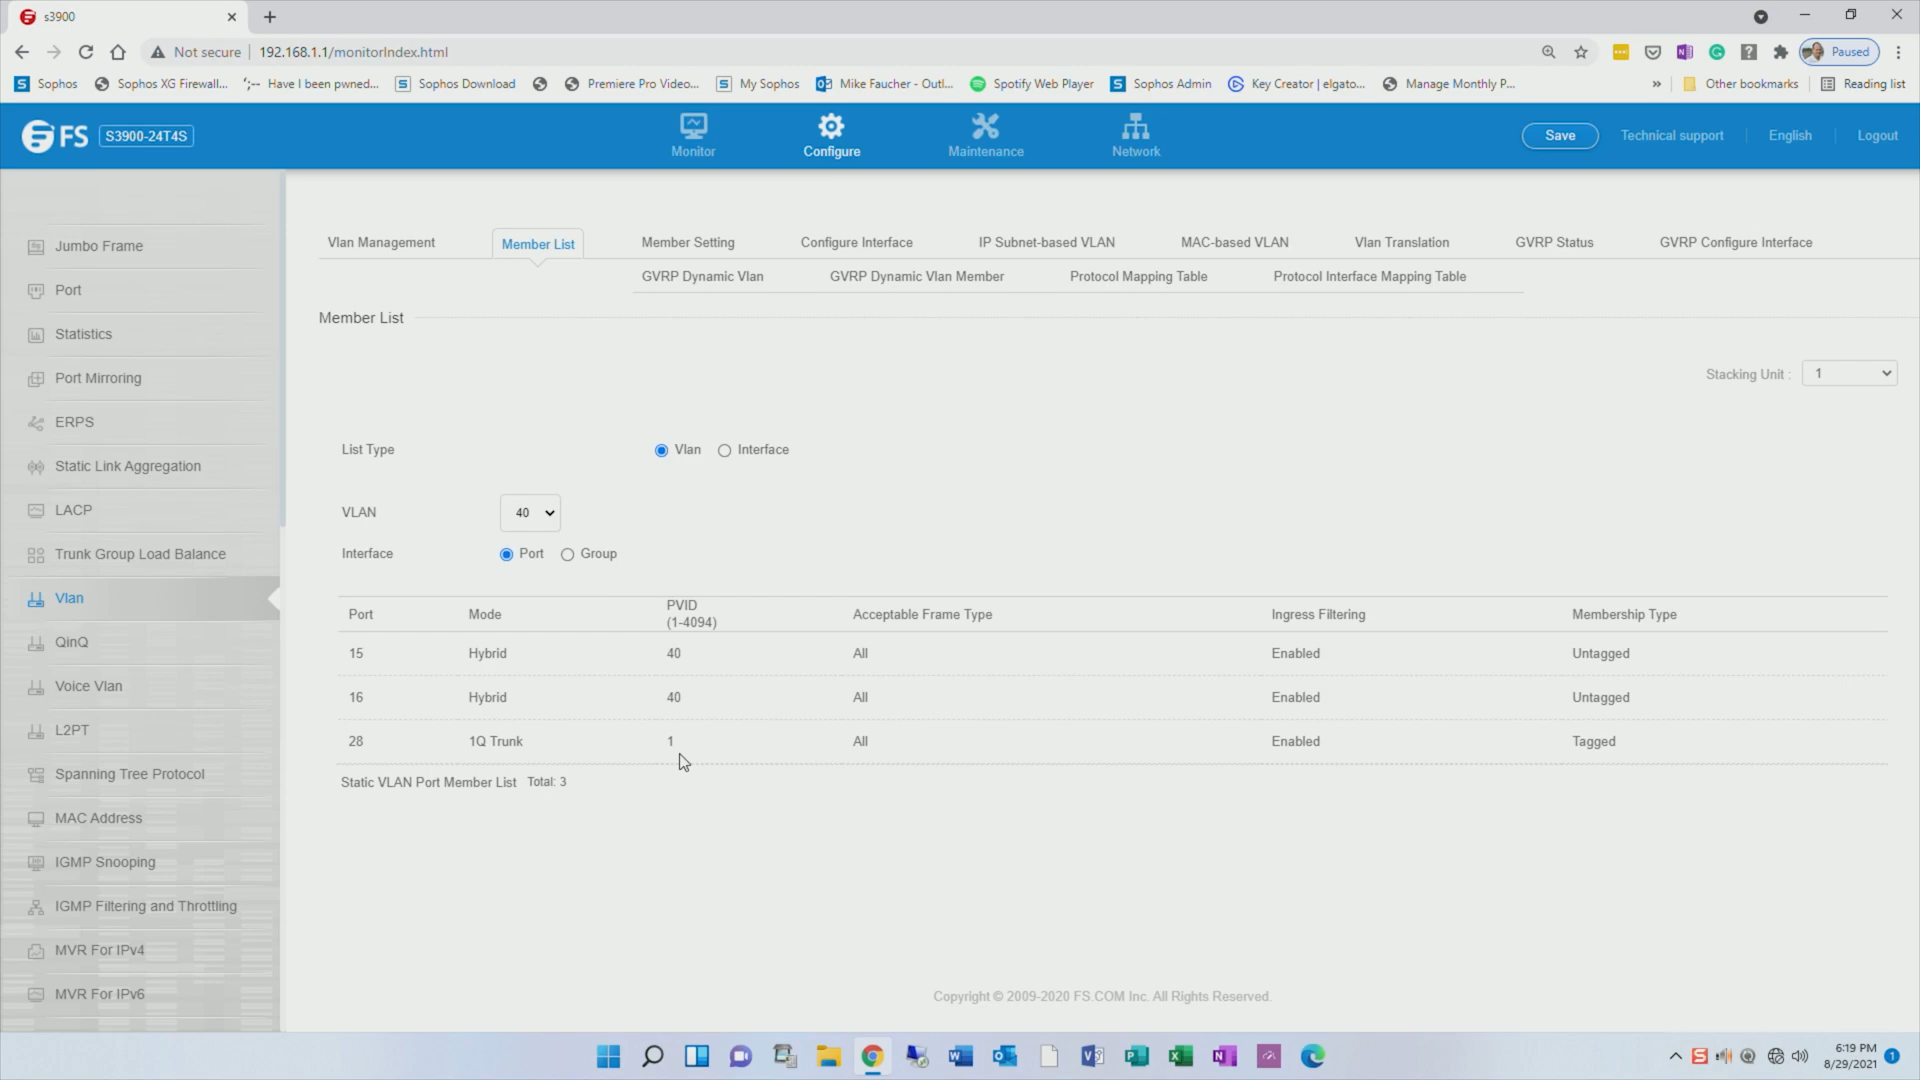 s3900
Not secure 192.168.1.1/monitorIndex.html Paused
Sophos Sophos XG Firewall... Have I been pwned... Sophos Download Premiere Pro Video... My Sophos Mike Faucher - Outl... Spotify Web Player Sophos Admin Key Creator | elgato... Manage Monthly P... » Other bookmarks Reading list
FS S3900-24T4S Monitor Configure Maintenance Network Save Technical support English Logout
Jumbo Frame
Port
Statistics
Port Mirroring
ERPS
Static Link Aggregation
LACP
Trunk Group Load Balance
Vlan
QinQ
Voice Vlan
L2PT
Spanning Tree Protocol
MAC Address
IGMP Snooping
IGMP Filtering and Throttling
MVR For IPv4
MVR For IPv6
Vlan Management Member List Member Setting Configure Interface IP Subnet-based VLAN MAC-based VLAN Vlan Translation GVRP Status GVRP Configure Interface
GVRP Dynamic Vlan GVRP Dynamic Vlan Member Protocol Mapping Table Protocol Interface Mapping Table
Member List
Stacking Unit : 1
List Type Vlan Interface
VLAN 40
Interface Port Group
Port Mode PVID (1-4094) Acceptable Frame Type Ingress Filtering Membership Type
15 Hybrid 40 All Enabled Untagged
16 Hybrid 40 All Enabled Untagged
28 1Q Trunk 1 All Enabled Tagged
Static VLAN Port Member List Total: 3
Copyright © 2009-2020 FS.COM Inc. All Rights Reserved.
6:19 PM
8/29/2021 1